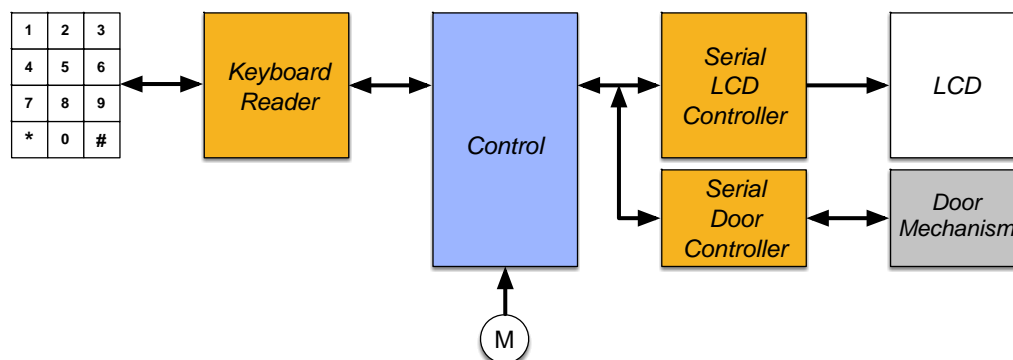 1 2 3
4 5 6
7 8 9
* 0 #
Keyboard
Reader
Control
Serial
LCD
Controller
LCD
Serial
Door
Controller
Door
Mechanism
M